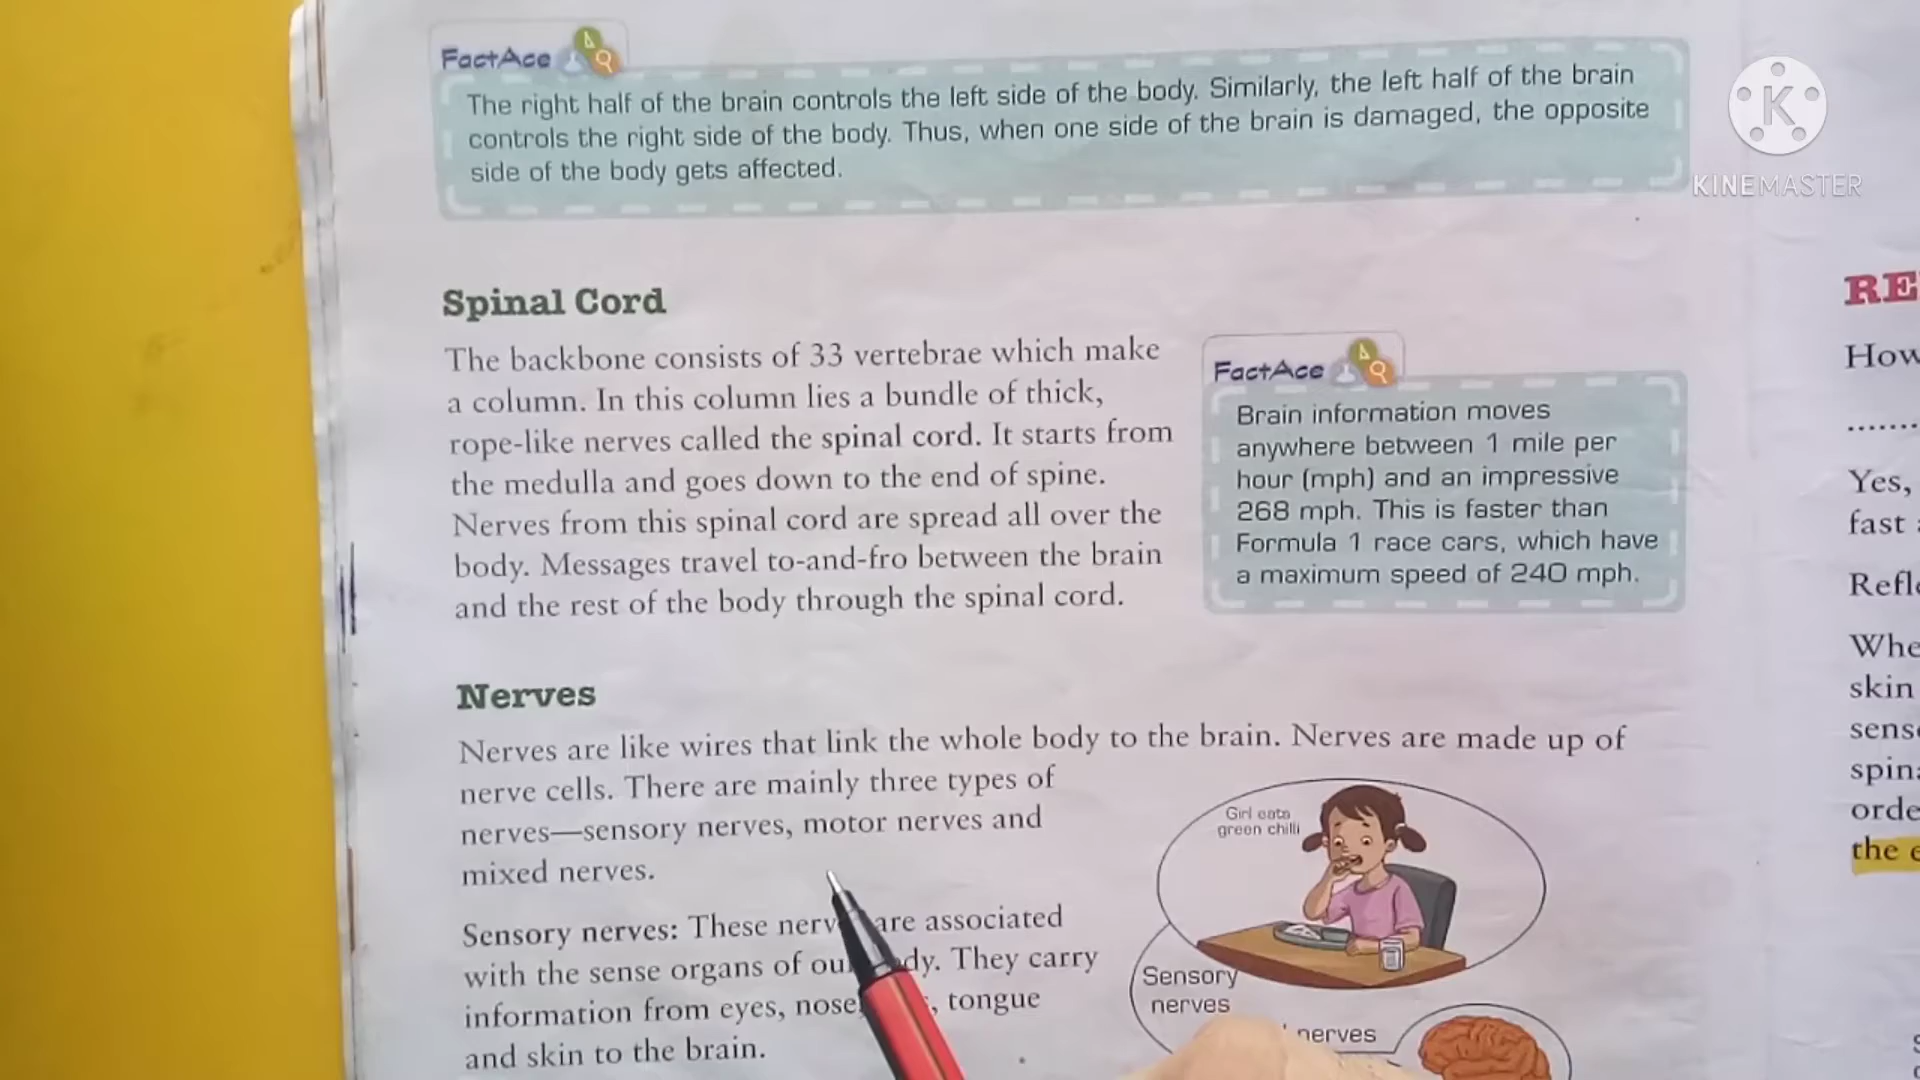 FactAce
The right half of the brain controls the left side of the body. Similarly, the left half of the brain
controls the right side of the body. Thus, when one side of the brain is damaged, the opposite
side of the body gets affected.
KINEMASTER
Spinal Cord
The backbone consists of 33 vertebrae which make
a column. In this column lies a bundle of thick,
rope-like nerves called the spinal cord. It starts from
the medulla and goes down to the end of spine.
Nerves from this spinal cord are spread all over the
body. Messages travel to-and-fro between the brain
and the rest of the body through the spinal cord.
FactAce
Brain information moves
anywhere between 1 mile per
hour (mph) and an impressive
268 mph. This is faster than
Formula 1 race cars, which have
a maximum speed of 240 mph.
Nerves
Nerves are like wires that link the whole body to the brain. Nerves are made up of
nerve cells. There are mainly three types of
nerves—sensory nerves, motor nerves and
mixed nerves.
Sensory nerves: These are associated
with the sense organs of They carry
information from eyes, nose, tongue
and skin to the brain.
Girl eats
green chilli
Sensory
nerves
nerves
How
Yes,
fast
skin
the